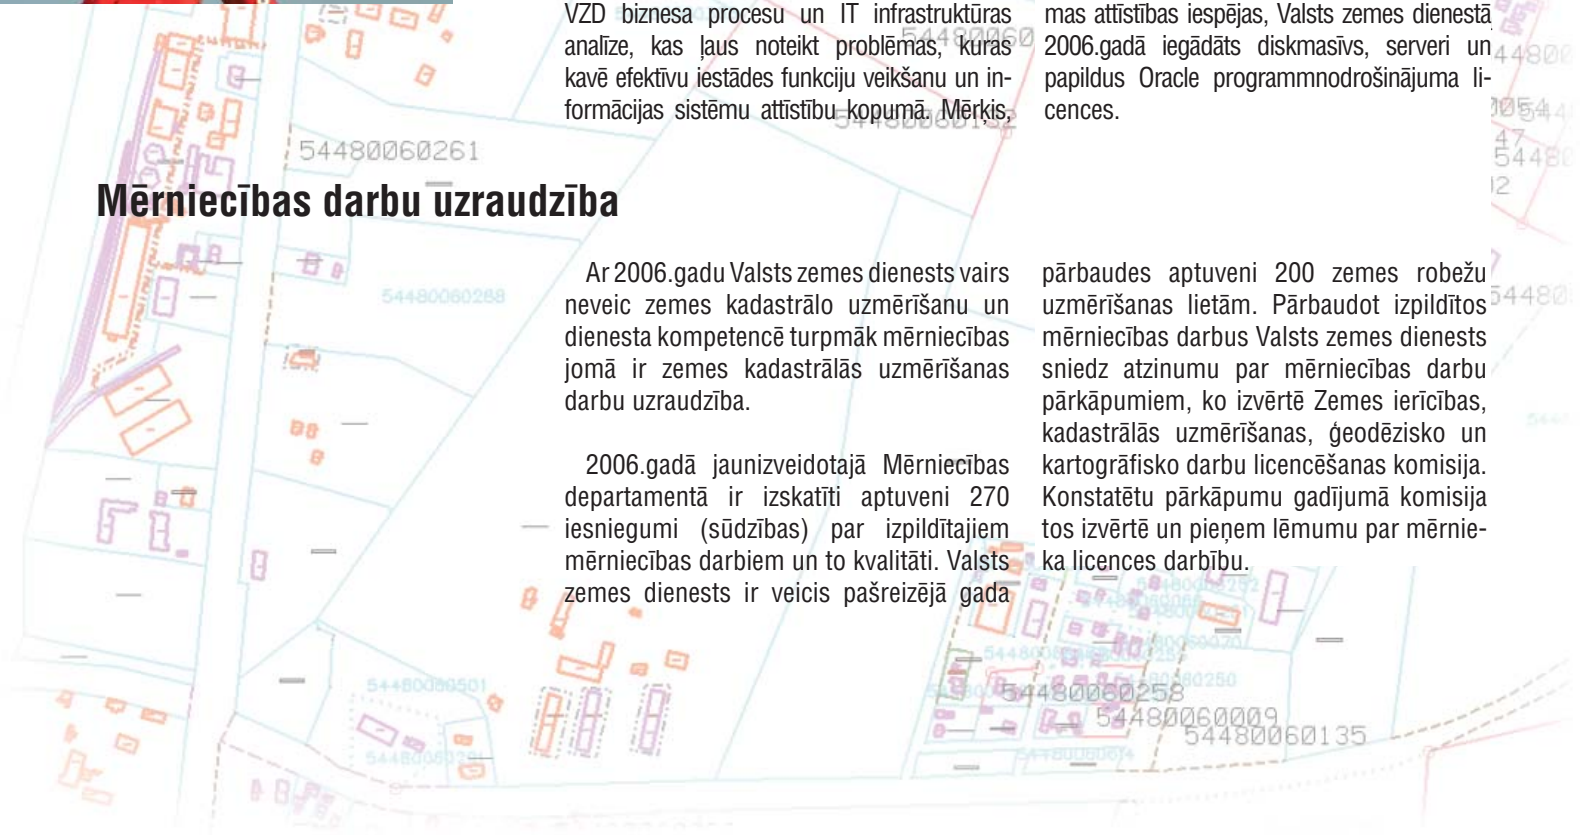 VZD biznesa procesu un IT infrastruktūras
analīze, kas ļaus noteikt problēmas, kuras
kavē efektīvu iestādes funkciju veikšanu un in-
formācijas sistēmu attīstību kopumā. Mērķis,
mas attīstības iespējas, Valsts zemes dienestā
2006.gadā iegādāts diskmasīvs, serveri un
papildus Oracle programmnodrošinājuma li-
cences.
Mērniecības darbu uzraudzība
Ar 2006.gadu Valsts zemes dienests vairs
neveic zemes kadastrālo uzmērīšanu un
dienesta kompetencē turpmāk mērniecības
jomā ir zemes kadastrālās uzmērīšanas
darbu uzraudzība.
2006.gadā jaunizveidotajā Mērniecības
departamentā ir izskatīti aptuveni 270
iesniegumi (sūdzības) par izpildītajiem
mērniecības darbiem un to kvalitāti. Valsts
zemes dienests ir veicis pašreizējā gada
pārbaudes aptuveni 200 zemes robežu
uzmērīšanas lietām. Pārbaudot izpildītos
mērniecības darbus Valsts zemes dienests
sniedz atzinumu par mērniecības darbu
pārkāpumiem, ko izvērtē Zemes ierīcības,
kadastrālās uzmērīšanas, ģeodēzisko un
kartogrāfisko darbu licencēšanas komisija.
Konstatētu pārkāpumu gadījumā komisija
tos izvērtē un pieņem lēmumu par mērnie-
ka licences darbību.
54480060261
54480060288
54480060132
54480060501
54480060258
54480060009
54480060135
54480060614